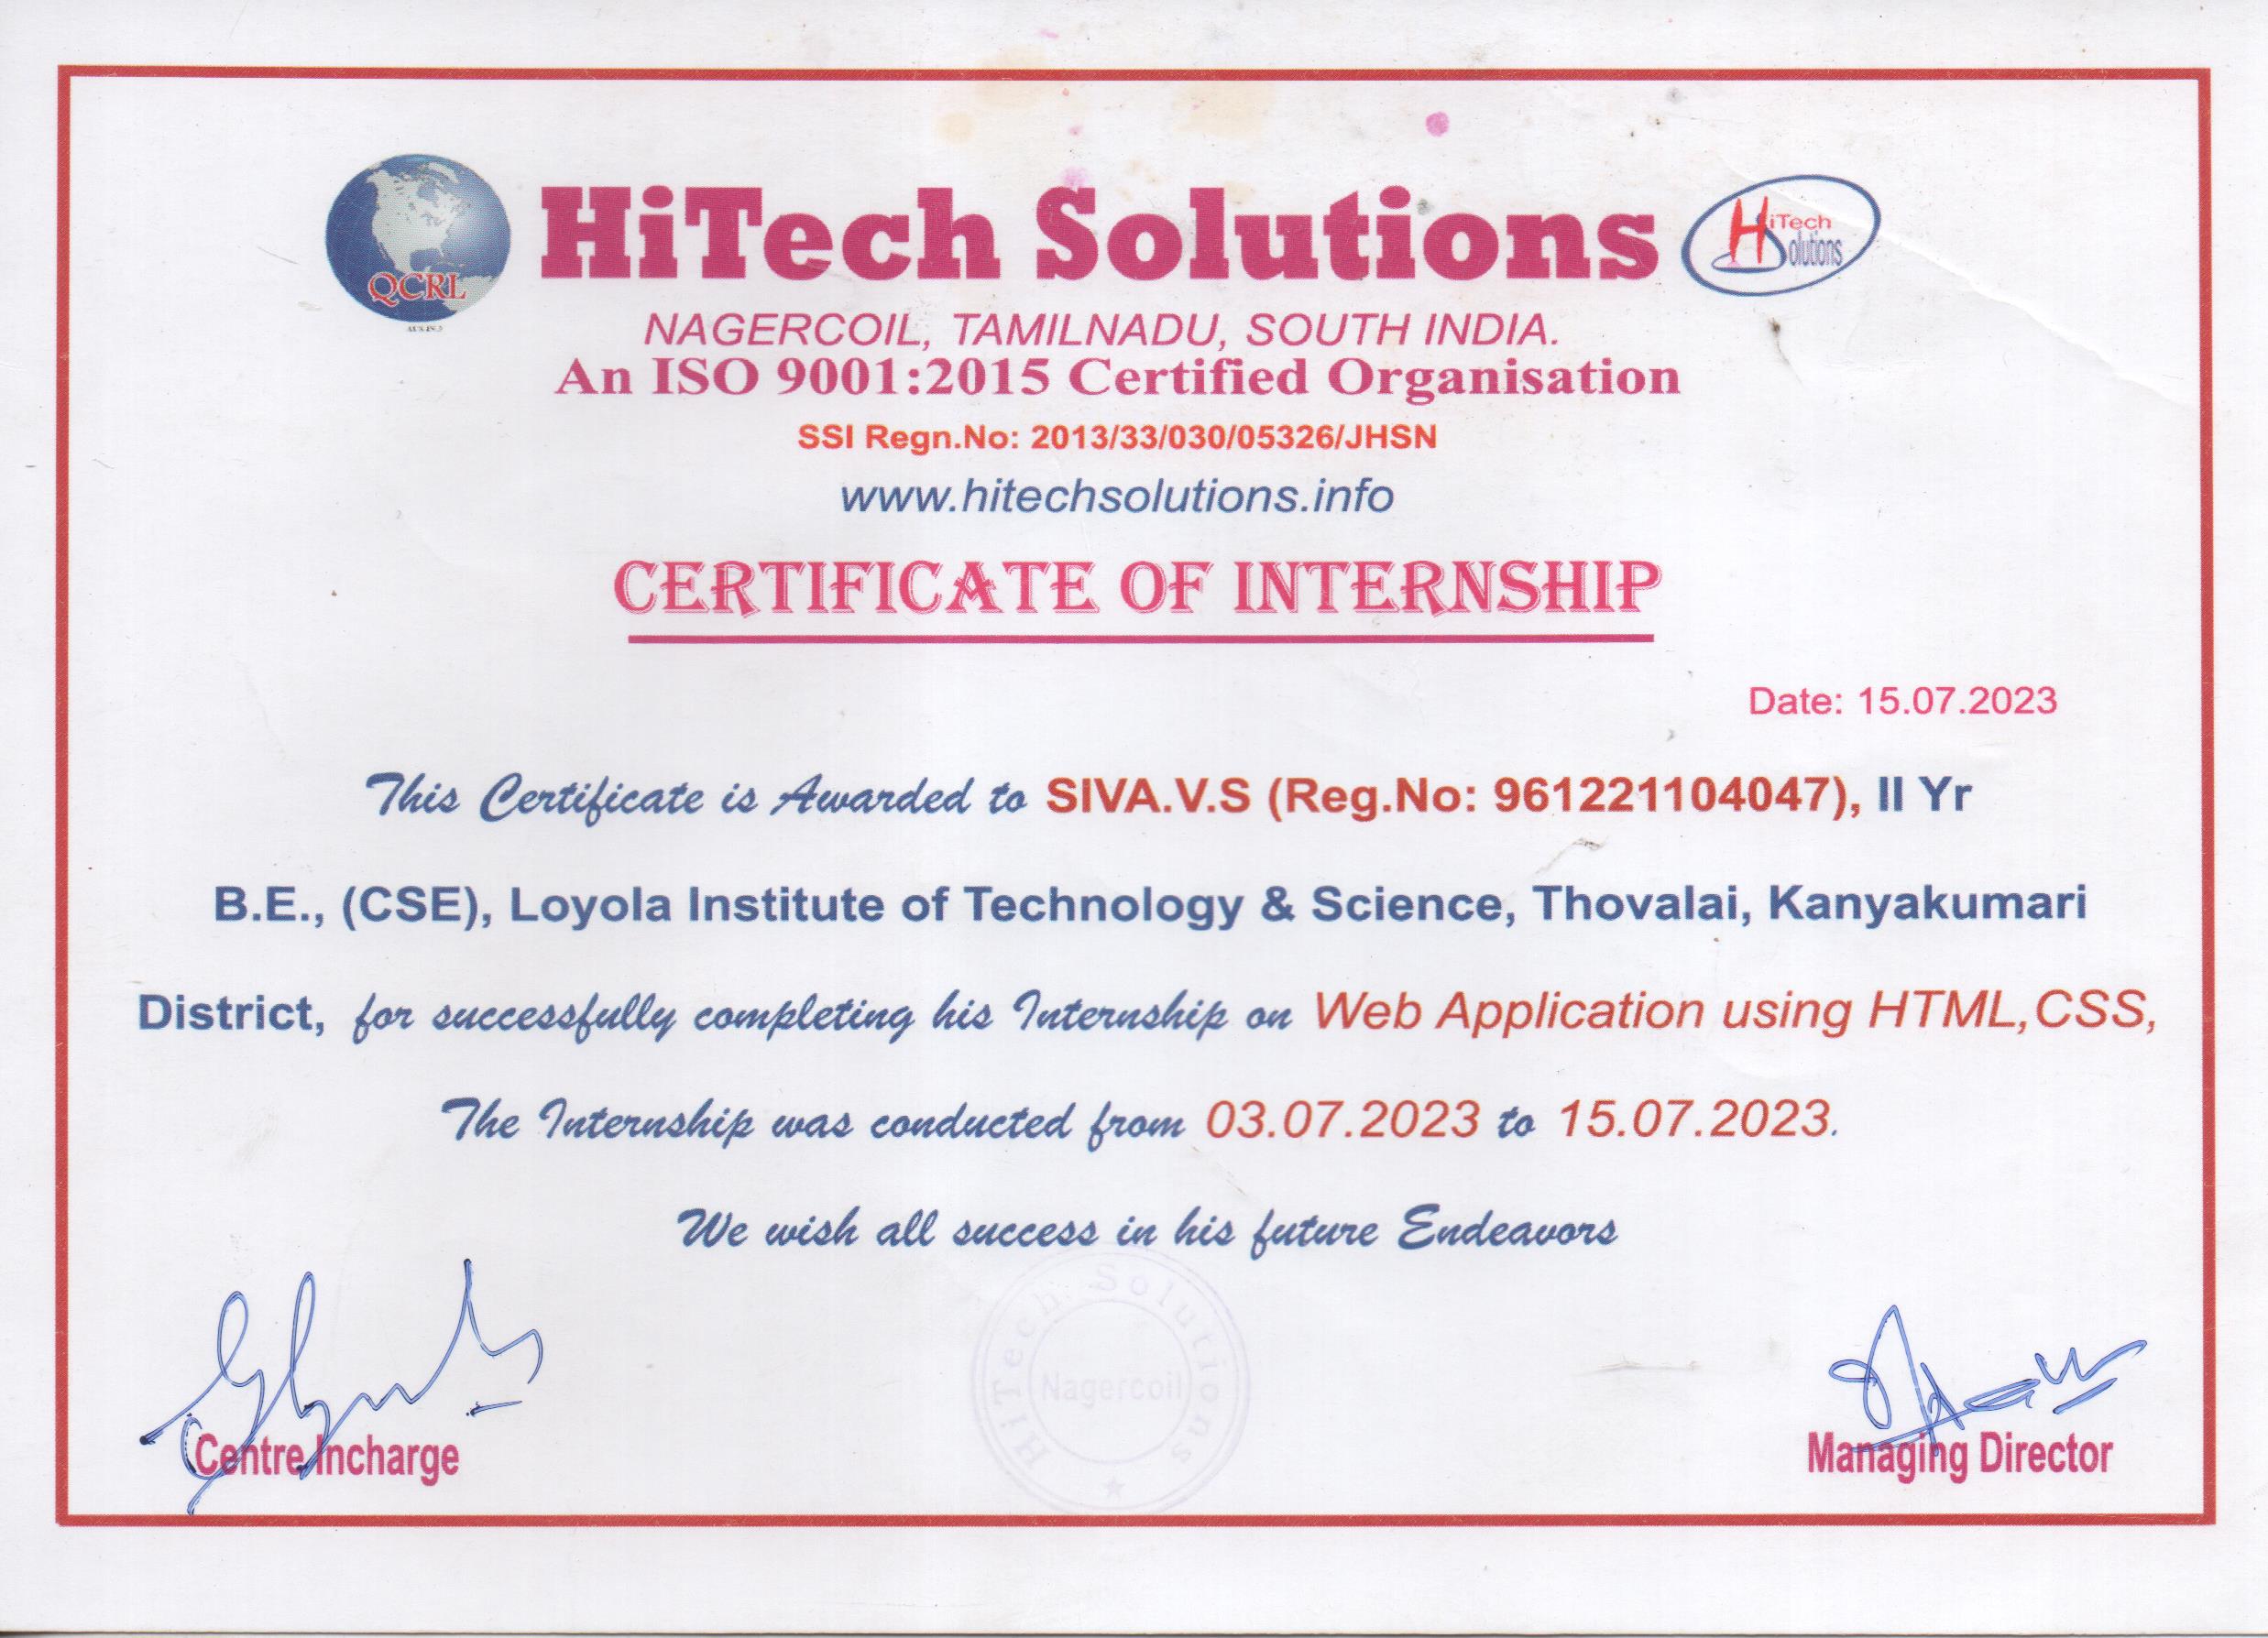 QCRL
HiTech Solutions
HiTech
Solutions
NAGERCOIL, TAMILNADU, SOUTH INDIA.
An ISO 9001:2015 Certified Organisation
SSI Regn.No: 2013/33/030/05326/JHSN
www.hitechsolutions.info
CERTIFICATE OF INTERNSHIP
Date: 15.07.2023
This Certificate is Awarded to SIVA.V.S (Reg.No: 961221104047), II Yr
B.E., (CSE), Loyola Institute of Technology & Science, Thovalai, Kanyakumari
District, for successfully completing his Internship on Web Application using HTML,CSS,
The Internship was conducted from 03.07.2023 to 15.07.2023.
We wish all success in his future Endeavors
HiTech Solutions
Nagercoil
Centre Incharge
Managing Director